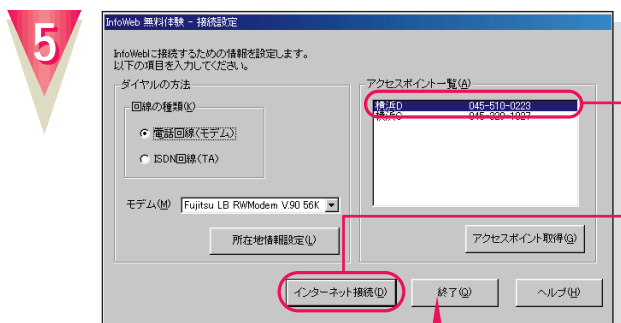 5
InfoWeb 無料体験 - 接続設定
InfoWebに接続するための情報を設定します。
以下の項目を入力してください。
ダイヤルの方法
回線の種類(K)
電話回線(モデム)
ISDN回線(TA)
モデム(M) Fujitsu LB RWModem V.90 56K
所在地情報設定(L)
アクセスポイント一覧(A)
横浜D 045-510-0223
横浜C
アクセスポイント取得(G)
インターネット接続(D)
終了(Q)
ヘルプ(H)